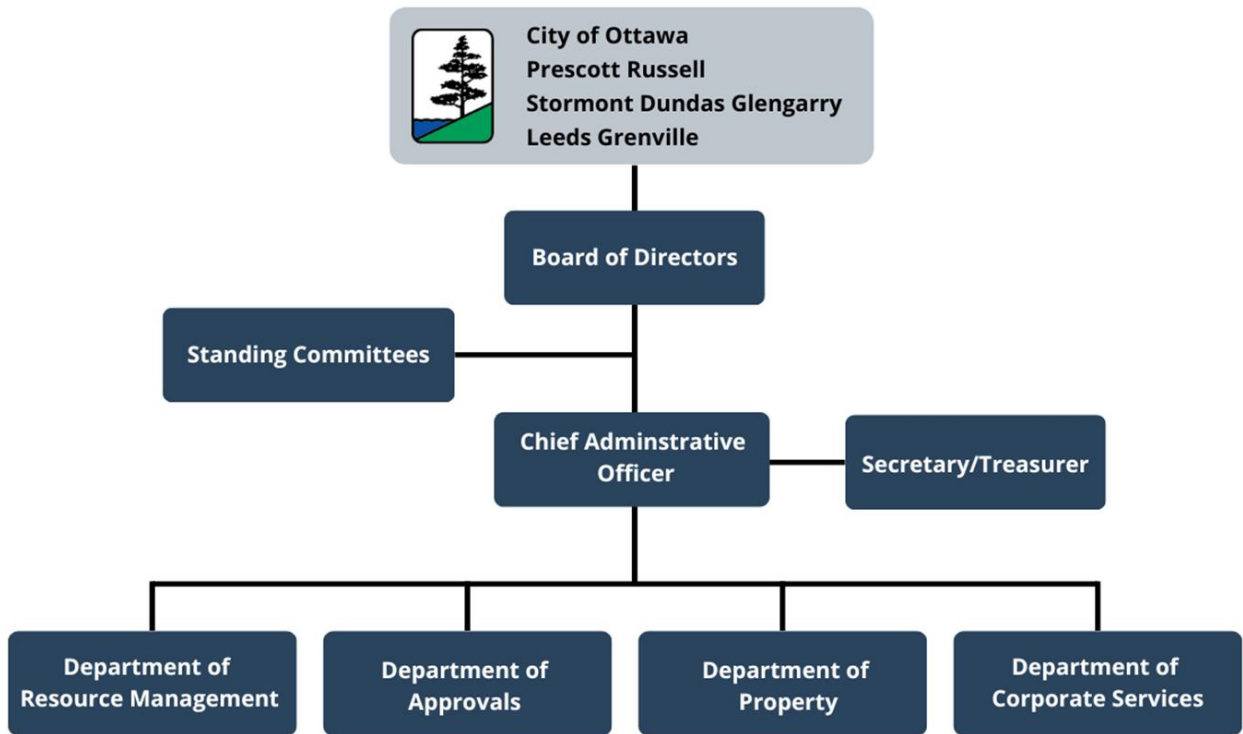 City of Ottawa
Prescott Russell
Stormont Dundas Glengarry
Leeds Grenville
Board of Directors
Standing Committees
Chief Adminstrative
Officer
Secretary/Treasurer
Department of
Resource Management
Department of
Approvals
Department of
Property
Department of
Corporate Services